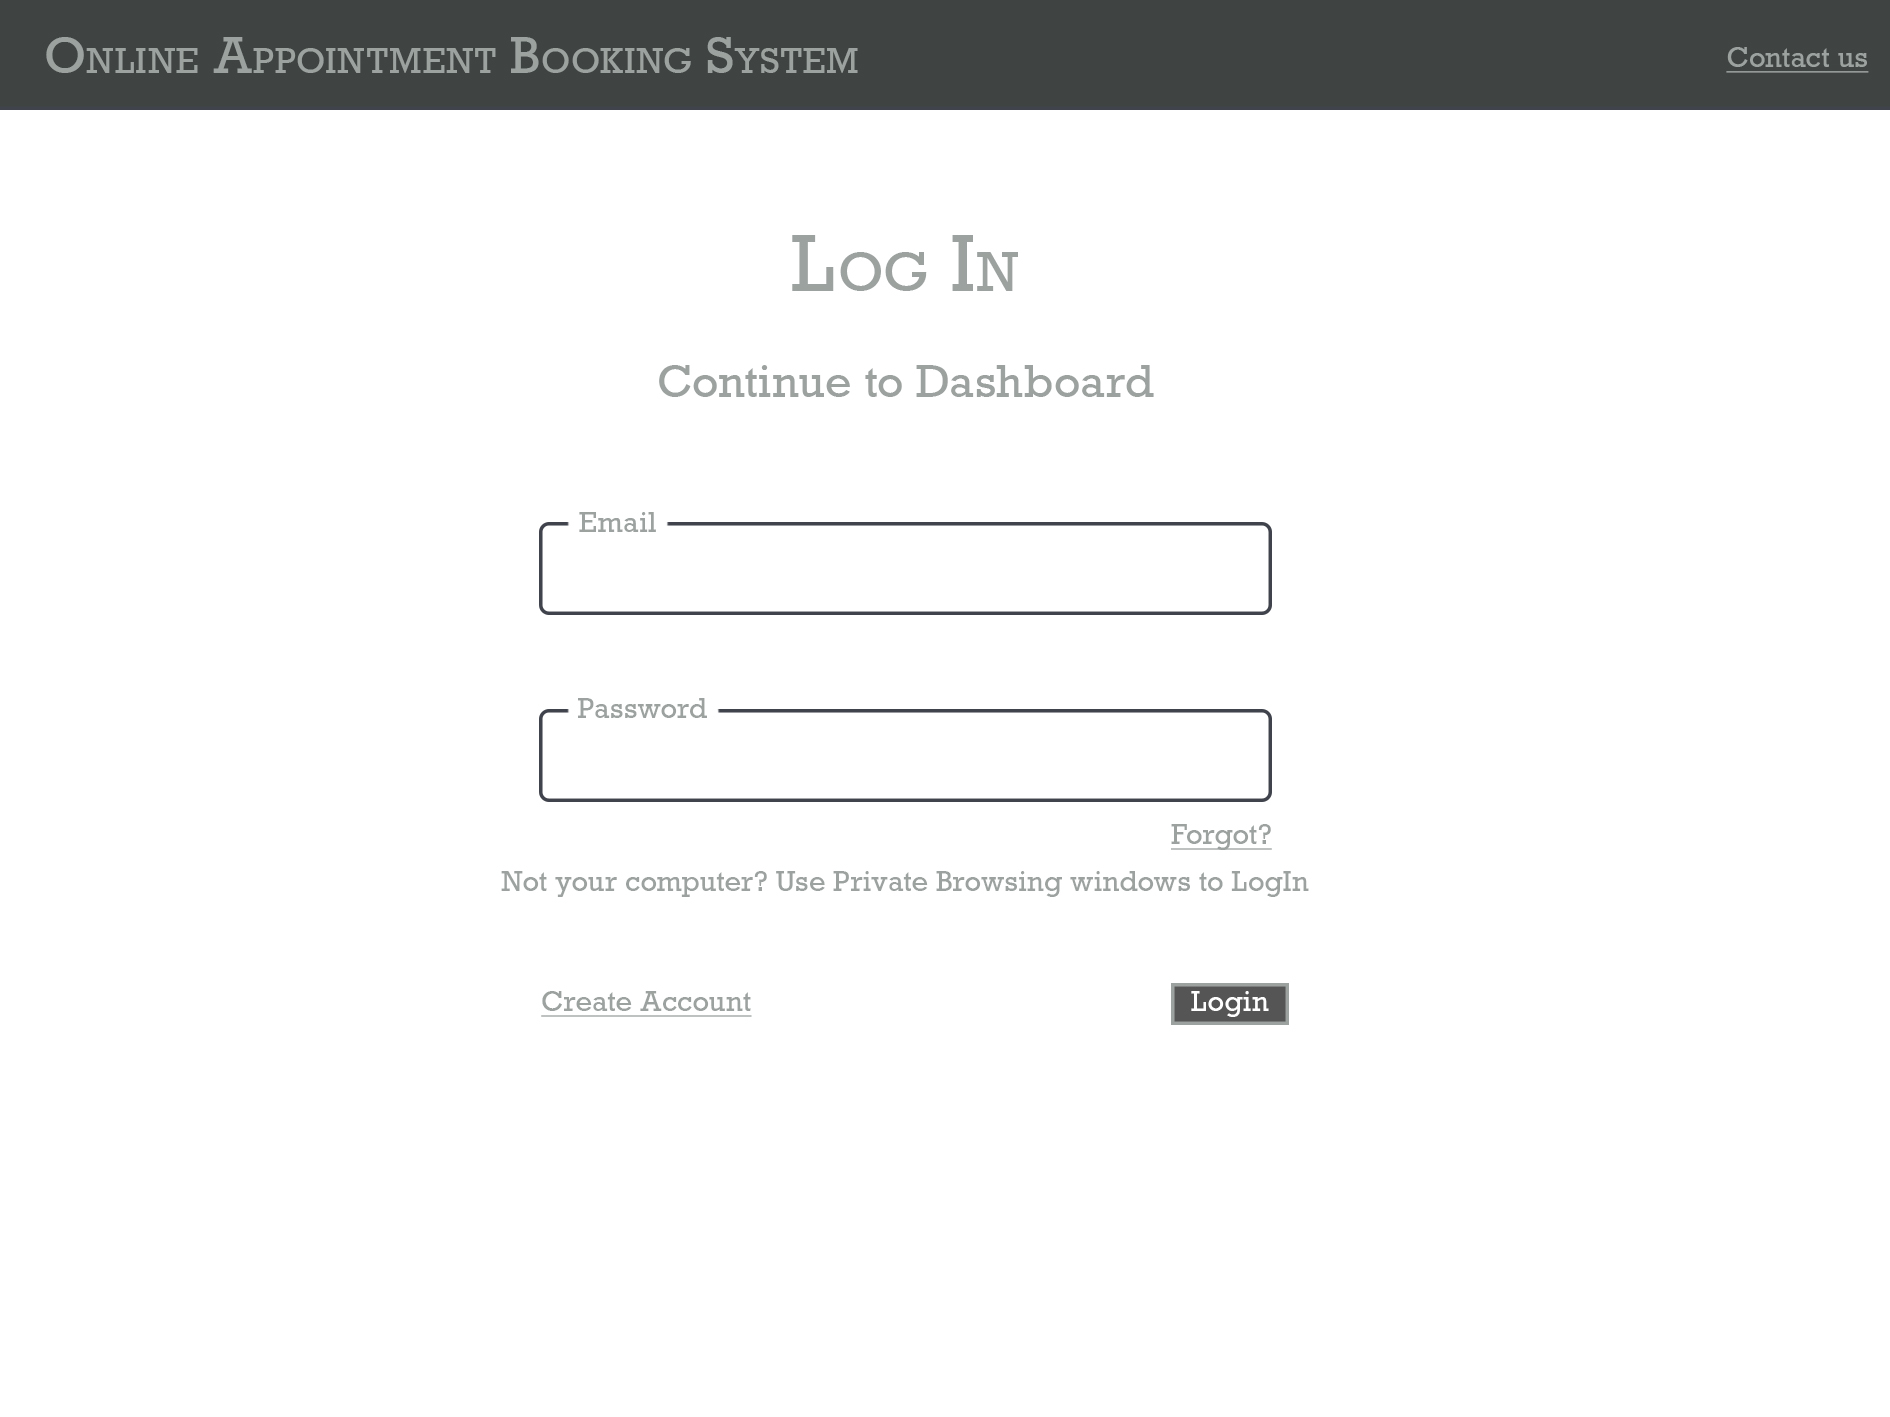 Online Appointment Booking System
Contact us
Log In
Continue to Dashboard
Email
Password
Forgot?
Not your computer? Use Private Browsing windows to LogIn
Create Account
Login